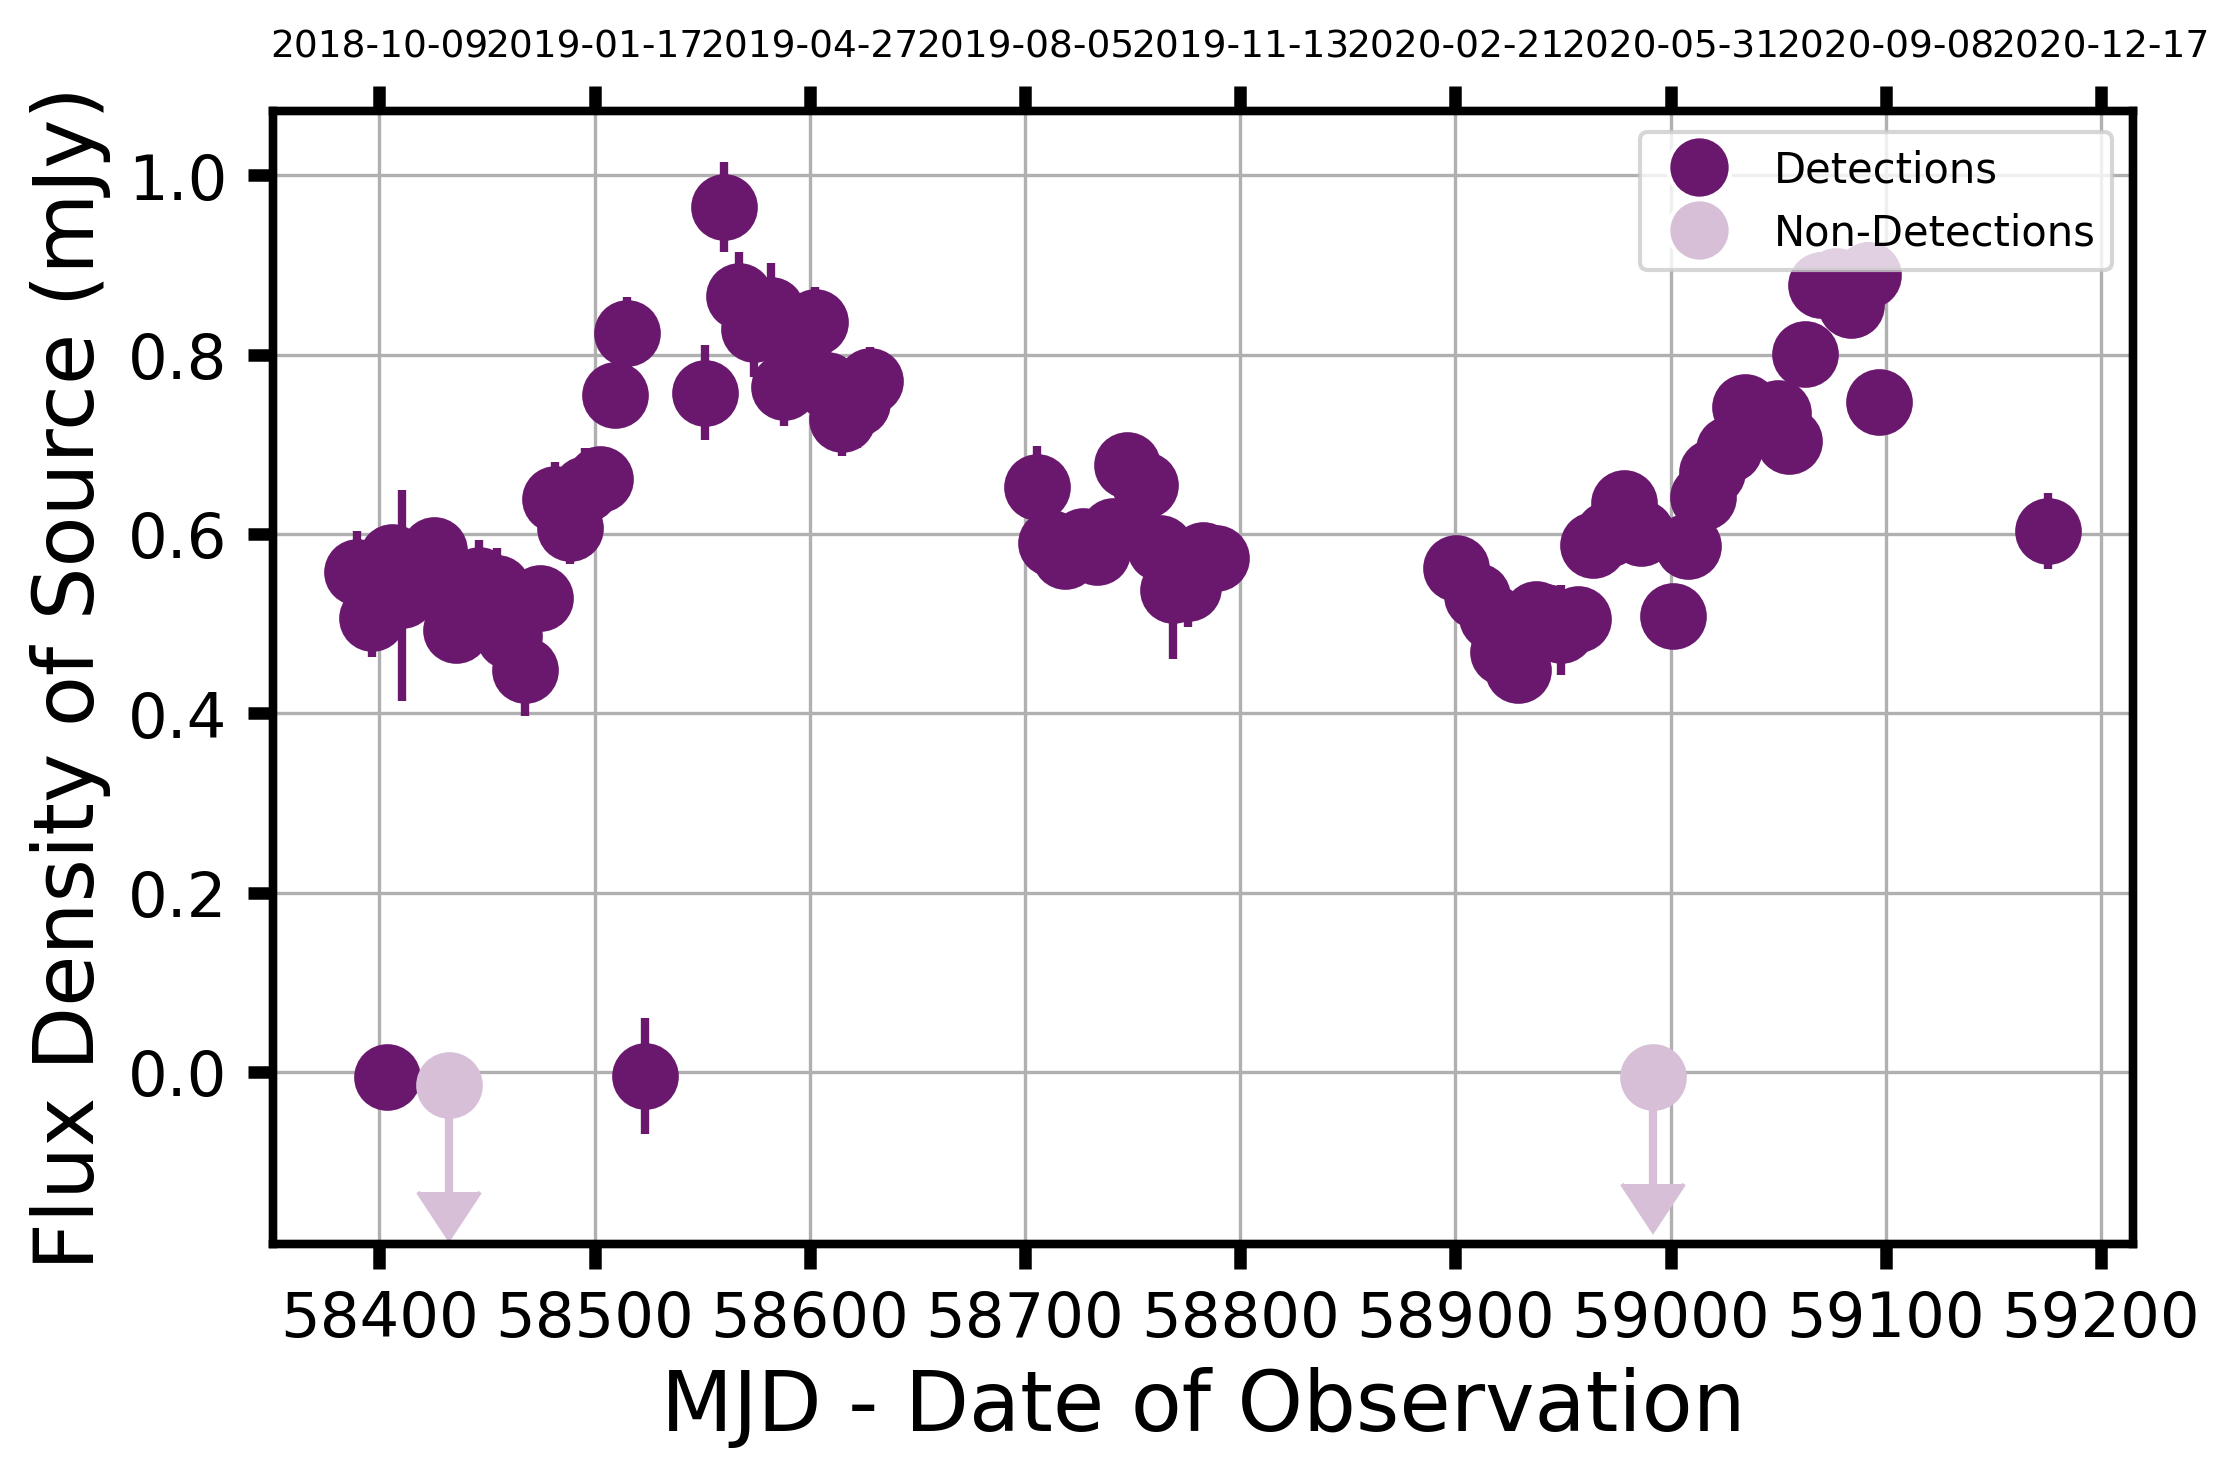 2018-10-09 2019-01-17 2019-04-27 2019-08-05 2019-11-13 2020-02-21 2020-05-31 2020-09-08 2020-12-17
Flux Density of Source (mJy)
1.0
0.8
0.6
0.4
0.2
0.0
Detections
Non-Detections
58400 58500 58600 58700 58800 58900 59000 59100 59200
MJD - Date of Observation